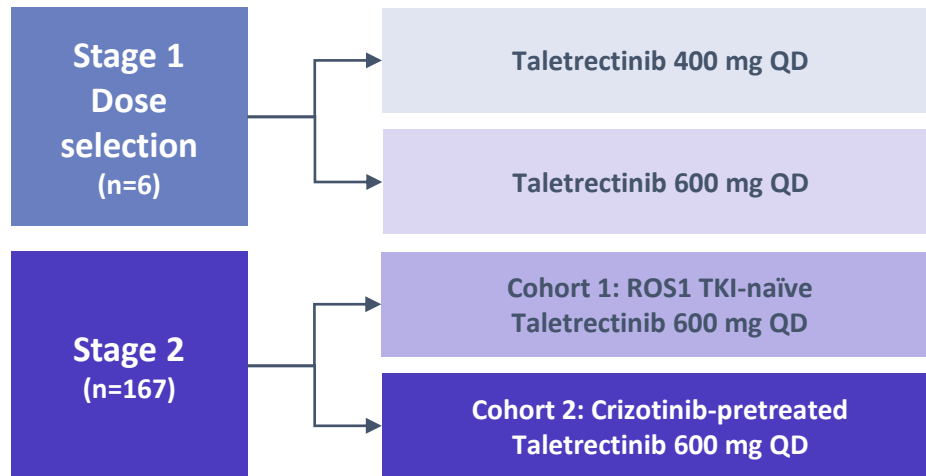 Stage 1
Dose
selection
(n=6)
Taletrectinib 400 mg QD
Taletrectinib 600 mg QD
Stage 2
(n=167)
Cohort 1: ROS1 TKI-naïve
Taletrectinib 600 mg QD
Cohort 2: Crizotinib-pretreated
Taletrectinib 600 mg QD